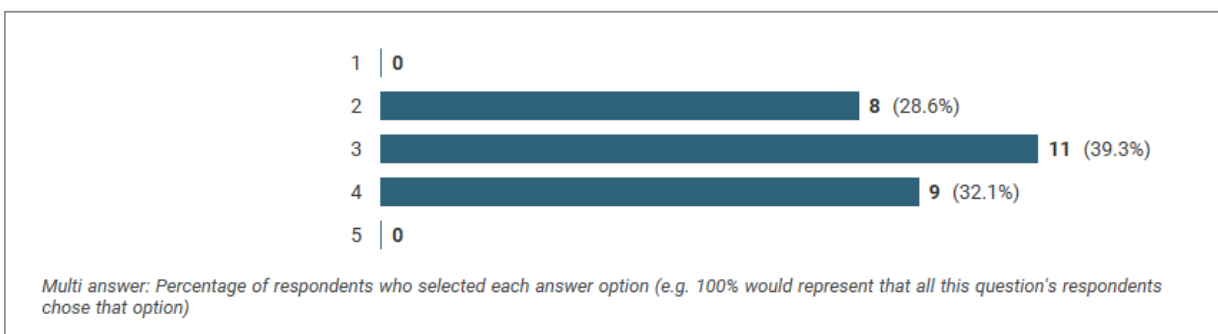 1 0
2 8 (28.6%)
3 11 (39.3%)
4 9 (32.1%)
5 0
Multi answer: Percentage of respondents who selected each answer option (e.g. 100% would represent that all this question's respondents
chose that option)